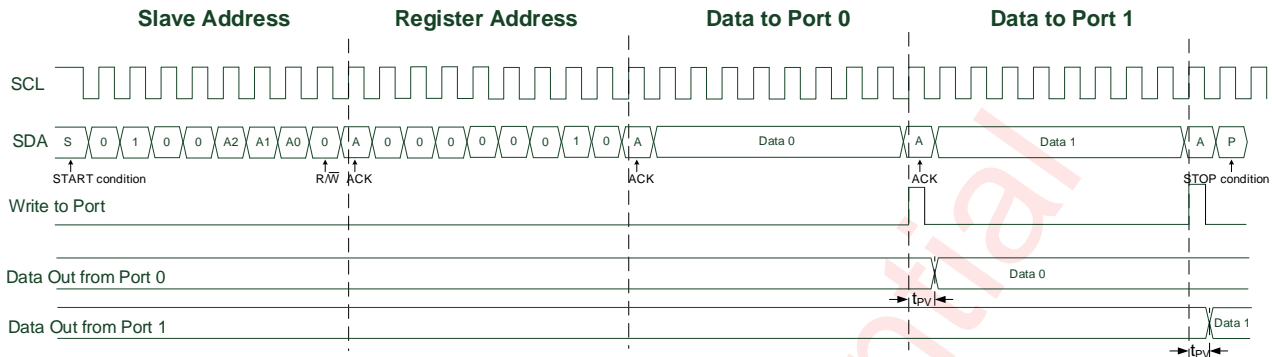 Slave Address Register Address Data to Port 0 Data to Port 1
SCL
SDA S 0 1 0 0 A2 A1 A0 0 A 0 0 0 0 0 0 1 0 A Data 0 A Data 1 A P
START condition R/W̅ ACK ACK ACK STOP condition
Write to Port
Data Out from Port 0 Data 0
tPV
Data Out from Port 1 Data 1
tPV